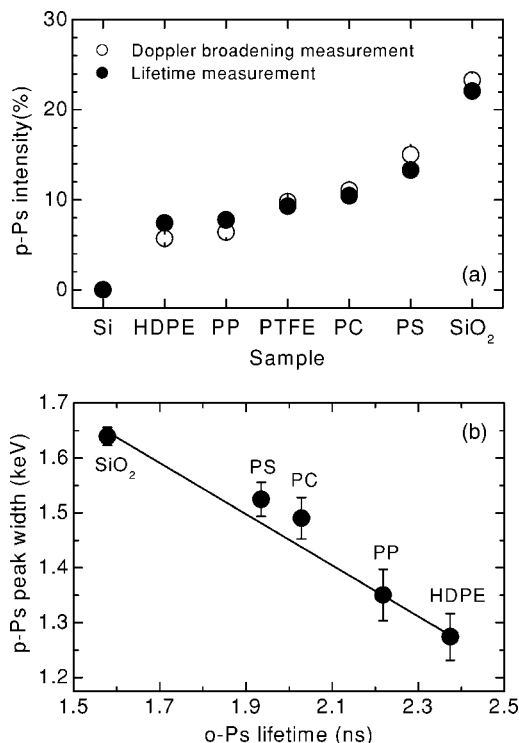 30
Doppler broadening measurement
Lifetime measurement
20
p-Ps intensity(%)
10
0
(a)
Si HDPE PP PTFE PC PS SiO₂
Sample
1.7
(b)
1.6
SiO₂ PS PC
p-Ps peak width (keV)
1.5
1.4
PP
1.3
HDPE
1.2
1.5 1.7 1.9 2.1 2.3 2.5
o-Ps lifetime (ns)